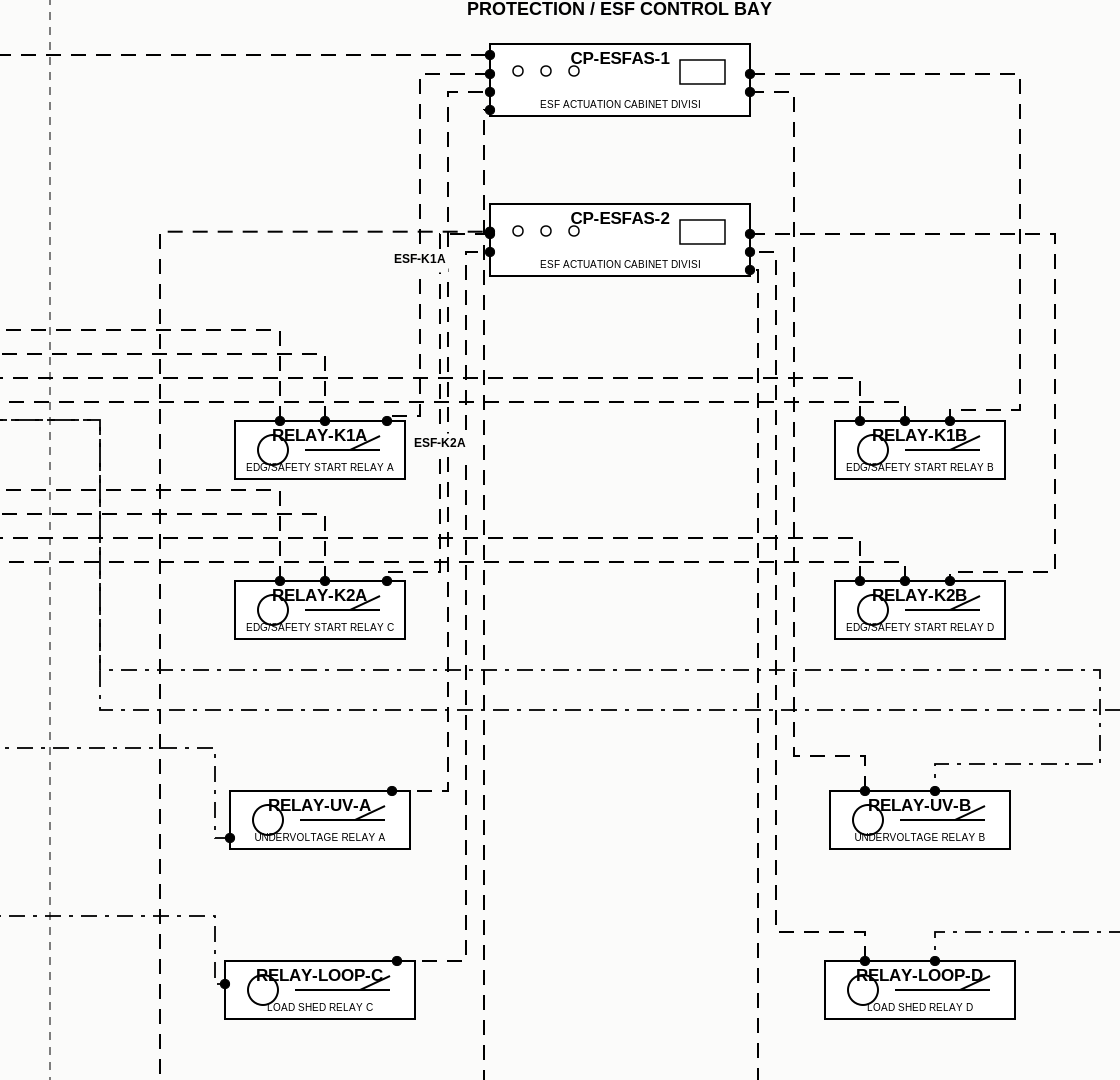 PROTECTION / ESF CONTROL BAY
CP-ESFAS-1
ESF ACTUATION CABINET DIVISI
CP-ESFAS-2
ESF ACTUATION CABINET DIVISI
ESF-K1A
RELAY-K1A
EDG/SAFETY START RELAY A
ESF-K2A
RELAY-K1B
EDG/SAFETY START RELAY B
RELAY-K2A
EDG/SAFETY START RELAY C
RELAY-K2B
EDG/SAFETY START RELAY D
RELAY-UV-A
UNDERVOLTAGE RELAY A
RELAY-UV-B
UNDERVOLTAGE RELAY B
RELAY-LOOP-C
LOAD SHED RELAY C
RELAY-LOOP-D
LOAD SHED RELAY D